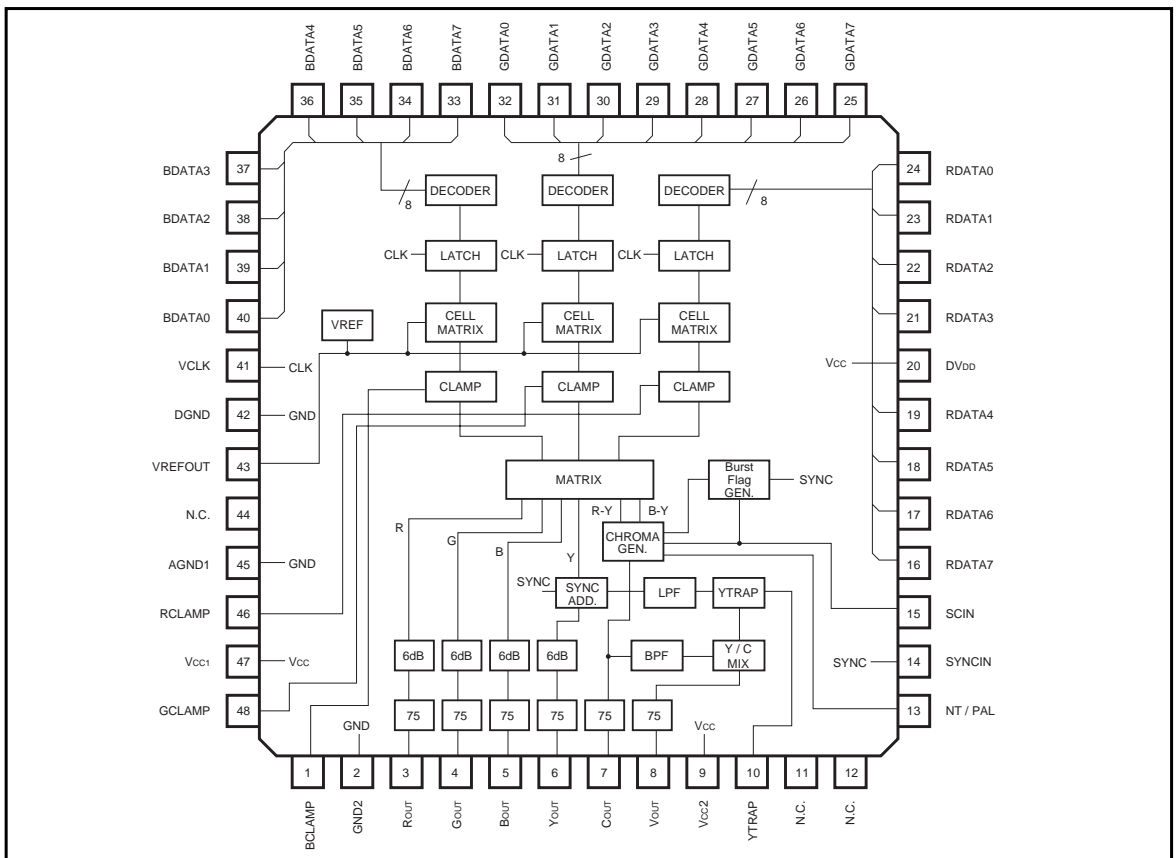 BDATA4 BDATA5 BDATA6 BDATA7 GDATA0 GDATA1 GDATA2 GDATA3 GDATA4 GDATA5 GDATA6 GDATA7
36 35 34 33 32 31 30 29 28 27 26 25
BDATA3 37
BDATA2 38
BDATA1 39
BDATA0 40
VCLK 41 CLK
DGND 42 GND
VREFOUT 43
N.C. 44
AGND1 45 GND
RCLAMP 46
Vcc1 47 Vcc
GCLAMP 48
8
8
8
DECODER DECODER DECODER
CLK LATCH CLK LATCH CLK LATCH
VREF
CELL MATRIX
CELL MATRIX
CELL MATRIX
CLAMP CLAMP CLAMP
MATRIX
Burst
Flag
GEN.
SYNC
R G B Y R-Y B-Y
CHROMA
GEN.
SYNC
SYNC
ADD.
LPF YTRAP
6dB 6dB 6dB 6dB BPF
Y / C
MIX
75 75 75 75 75 75
GND
Vcc
24 RDATA0
23 RDATA1
22 RDATA2
21 RDATA3
Vcc 20 DVDD
19 RDATA4
18 RDATA5
17 RDATA6
16 RDATA7
15 SCIN
SYNC 14 SYNCIN
13 NT / PAL
1 2 3 4 5 6 7 8 9 10 11 12
BCLAMP GND2 ROUT GOUT BOUT YOUT COUT VOUT Vcc2 YTRAP N.C. N.C.